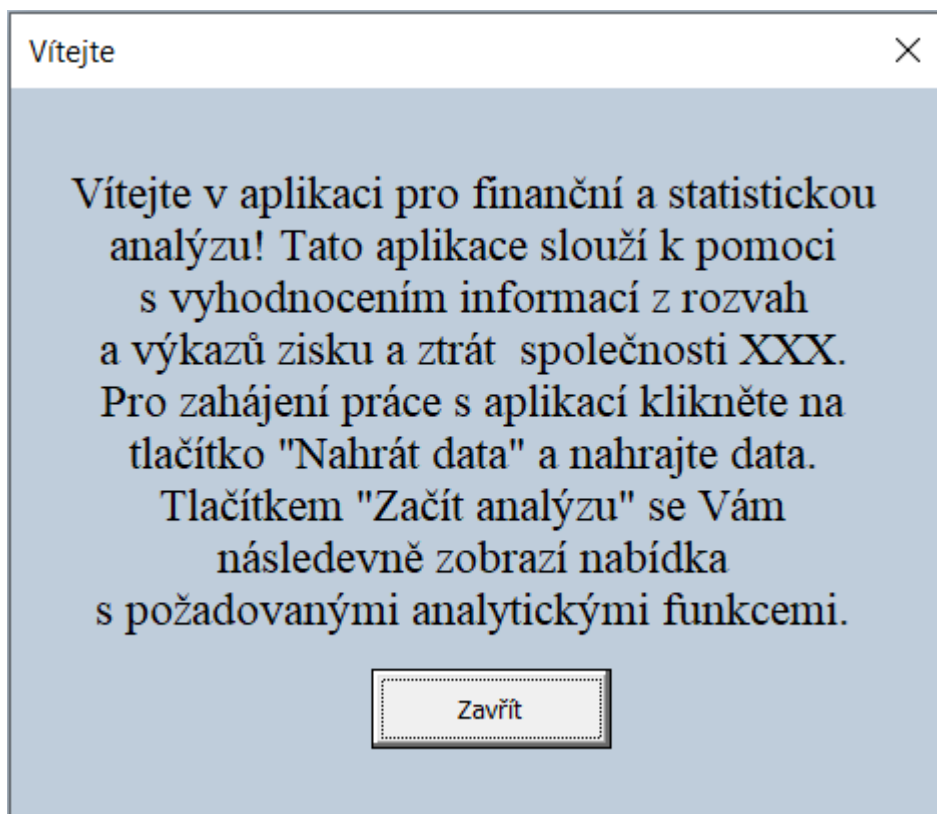 Vítejte
Vítejte v aplikaci pro finanční a statistickou
analýzu! Tato aplikace slouží k pomoci
s vyhodnocením informací z rozvah
a výkazů zisku a ztrát  společnosti XXX.
Pro zahájení práce s aplikací klikněte na
tlačítko "Nahrát data" a nahrajte data.
Tlačítkem "Začít analýzu" se Vám
následevně zobrazí nabídka
s požadovanými analytickými funkcemi.
Zavřít